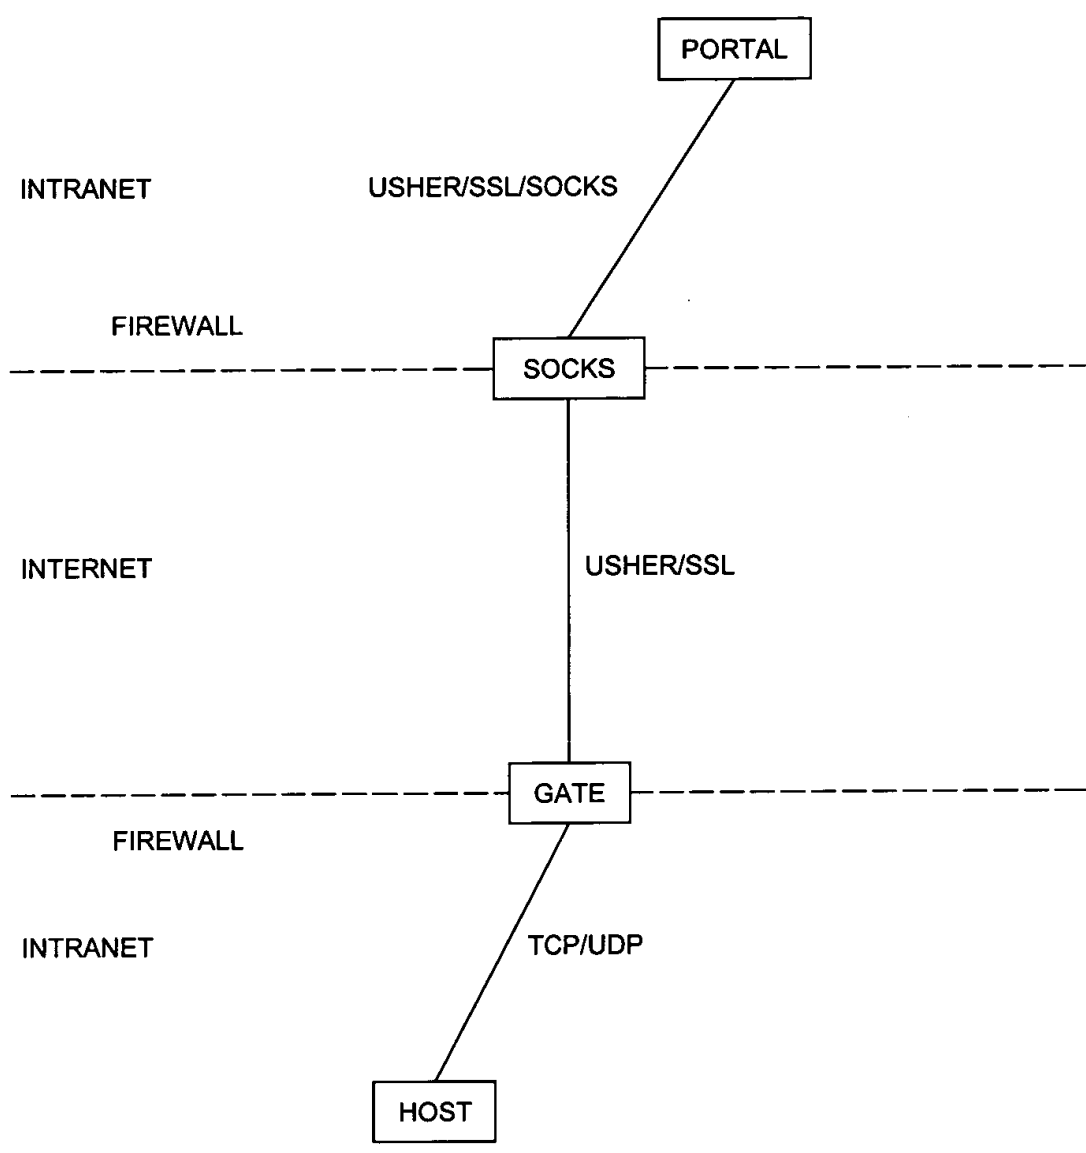 PORTAL
INTRANET
USHER/SSL/SOCKS
FIREWALL
SOCKS
INTERNET
USHER/SSL
GATE
FIREWALL
INTRANET
TCP/UDP
HOST